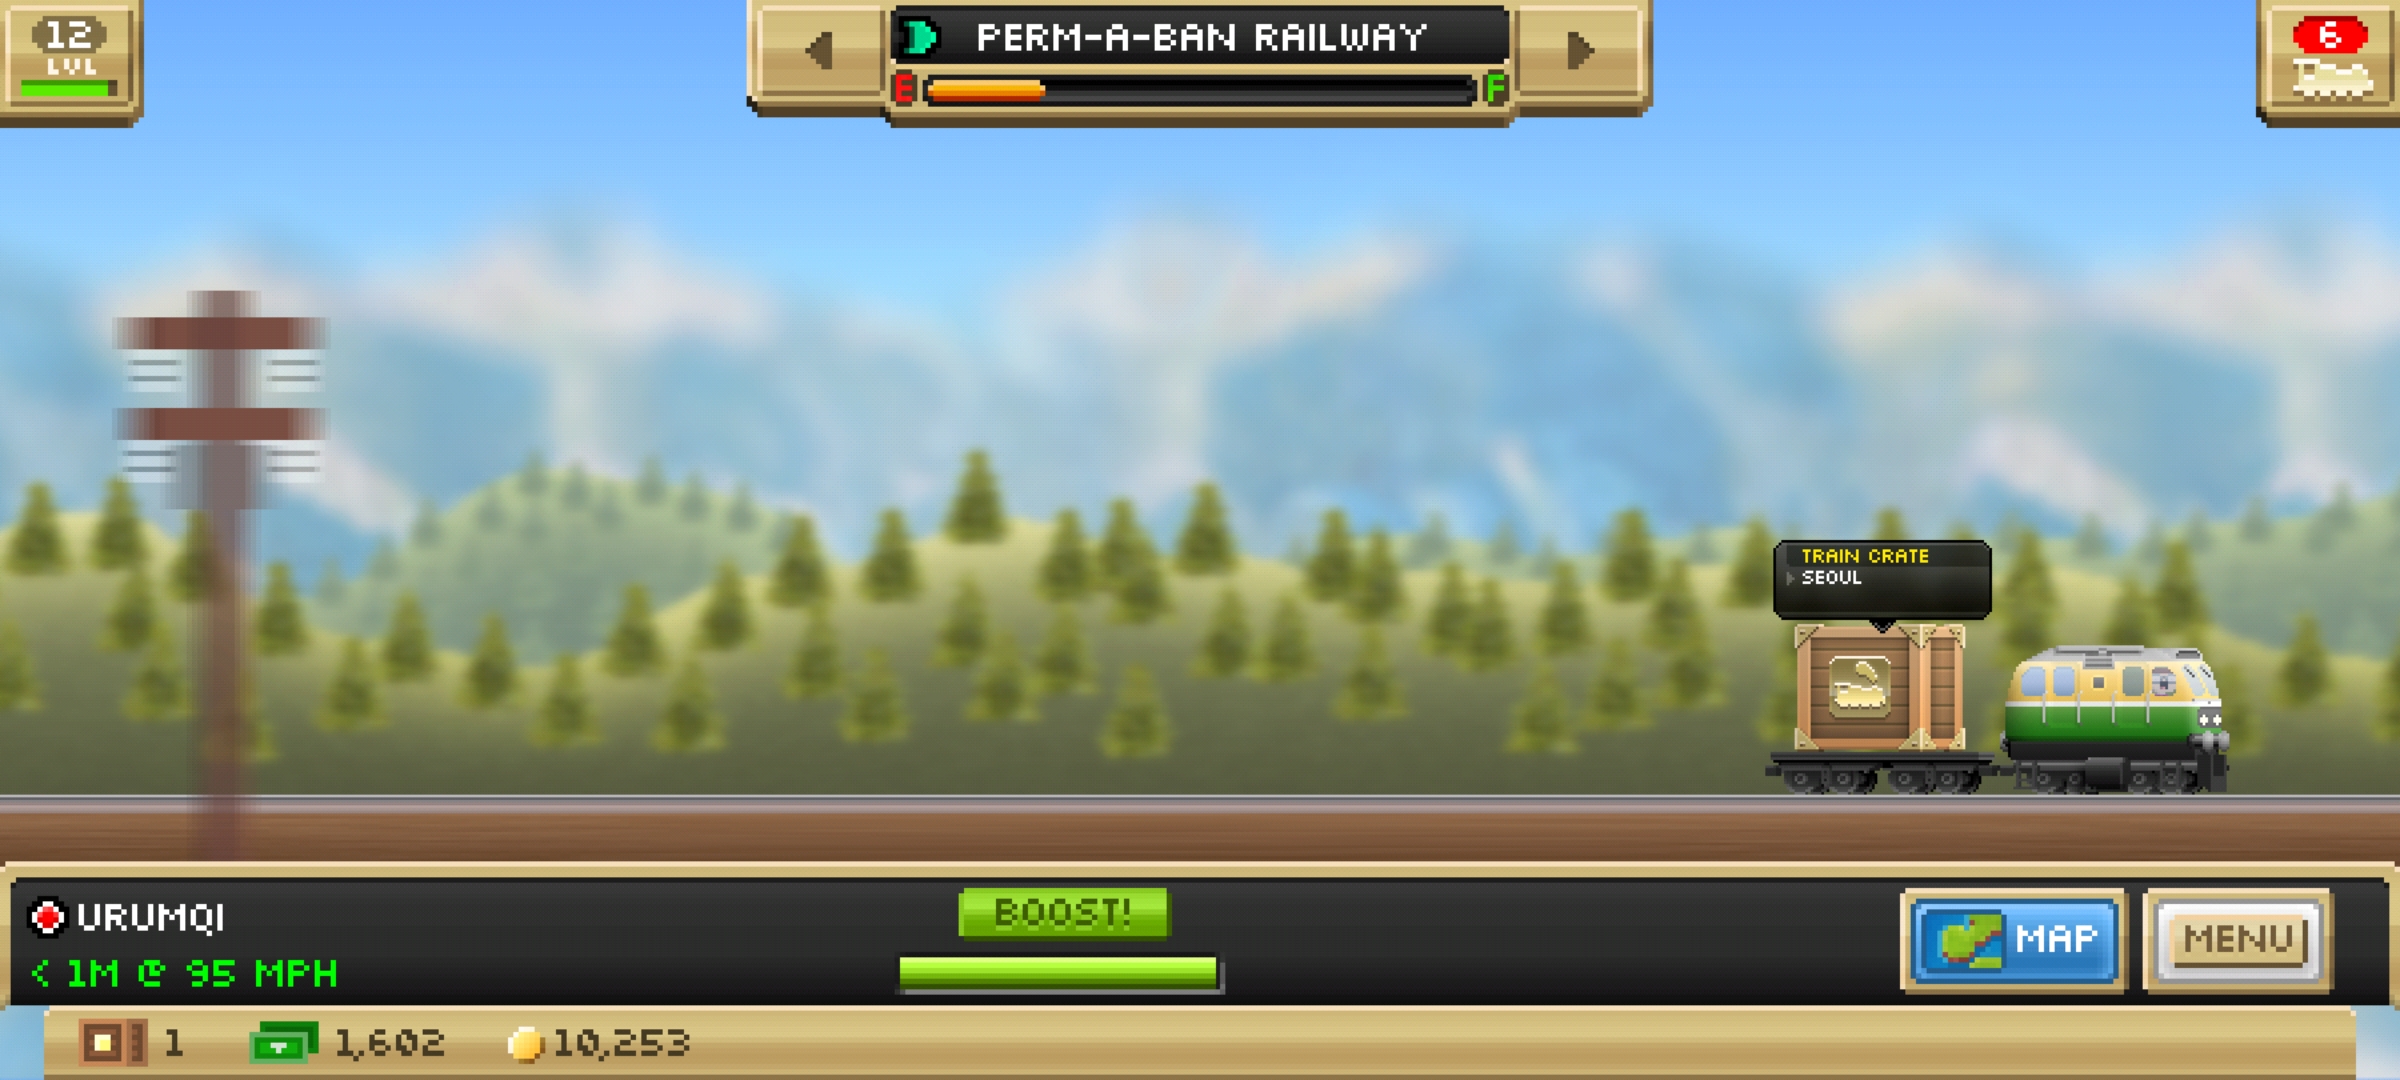 12
LVL
PERM-A-BAN RAILWAY
E
F
6
TRAIN CRATE
SEOUL
URUMQI
< 1M @ 95 MPH
BOOST!
MAP
MENU
1
1,602
10,253